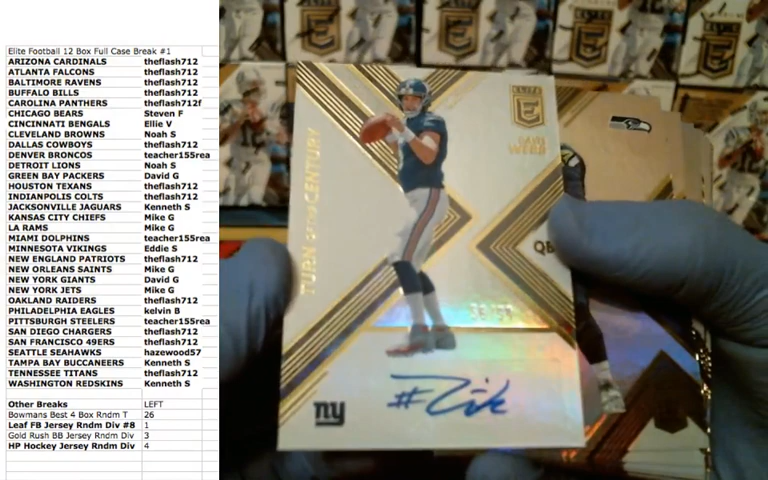 Elite Football 12 Box Full Case Break #1
ARIZONA CARDINALS theflash712
ATLANTA FALCONS theflash712
BALTIMORE RAVENS theflash712
BUFFALO BILLS theflash712
CAROLINA PANTHERS theflash712f
CHICAGO BEARS Steven F
CINCINNATI BENGALS Ellie V
CLEVELAND BROWNS Noah S
DALLAS COWBOYS theflash712
DENVER BRONCOS teacher155rea
DETROIT LIONS Noah S
GREEN BAY PACKERS David G
HOUSTON TEXANS theflash712
INDIANPOLIS COLTS theflash712
JACKSONVILLE JAGUARS Kenneth S
KANSAS CITY CHIEFS Mike G
LA RAMS Mike G
MIAMI DOLPHINS teacher155rea
MINNESOTA VIKINGS Eddie S
NEW ENGLAND PATRIOTS theflash712
NEW ORLEANS SAINTS Mike G
NEW YORK GIANTS David G
NEW YORK JETS Mike G
OAKLAND RAIDERS theflash712
PHILADELPHIA EAGLES kelvin B
PITTSBURGH STEELERS teacher155rea
SAN DIEGO CHARGERS theflash712
SAN FRANCISCO 49ERS theflash712
SEATTLE SEAHAWKS hazewood57
TAMPA BAY BUCCANEERS Kenneth S
TENNESSEE TITANS theflash712
WASHINGTON REDSKINS Kenneth S
Other Breaks LEFT
Bowmans Best 4 Box Rndm T 26
Leaf FB Jersey Rndm Div #8 1
Gold Rush BB Jersey Rndm Div 3
HP Hockey Jersey Rndm Div 4
ELITE
E
DAVIS
WEBB
TURN OF THE CENTURY
QB
ny